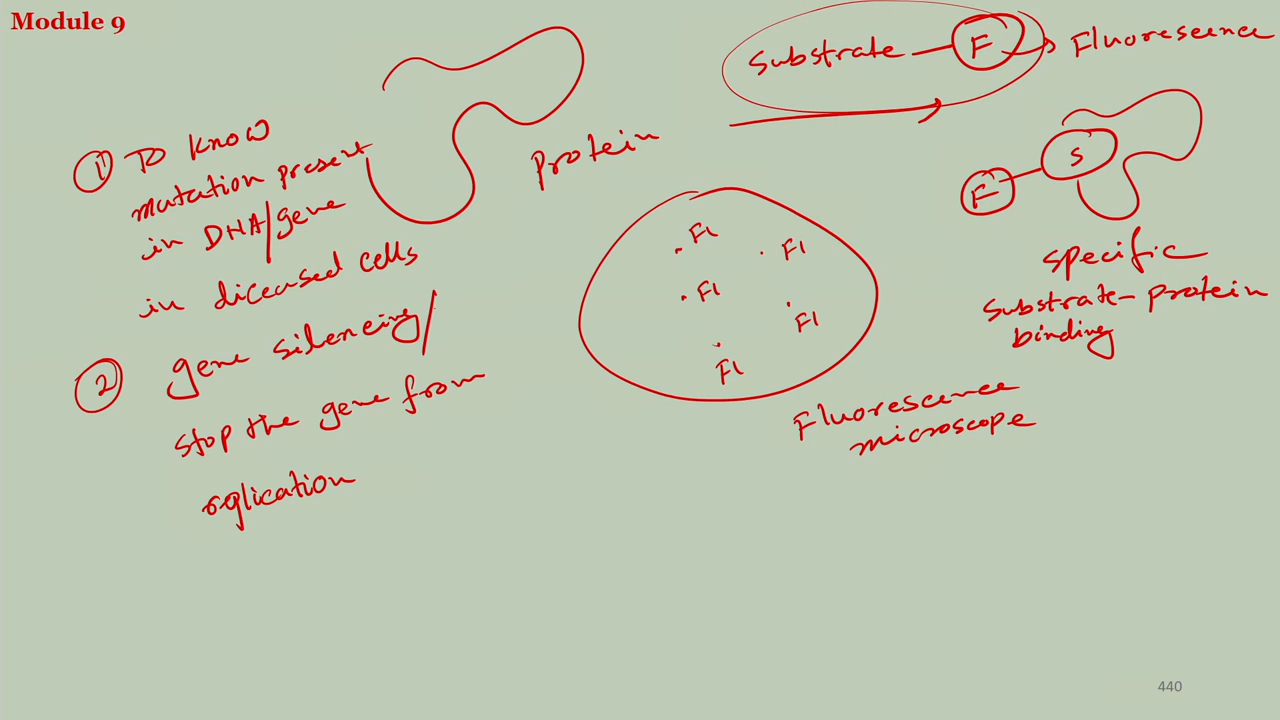 Module 9
① To know
mutation present
in DNA/gene
in diceased cells
② gene silencing/
stop the gene from
replication
Protein
Substrate — F → Fluorescence
F S
specific
substrate-protein
binding
Fl Fl
Fl
Fl
Fl
Fluorescence
microscope
440